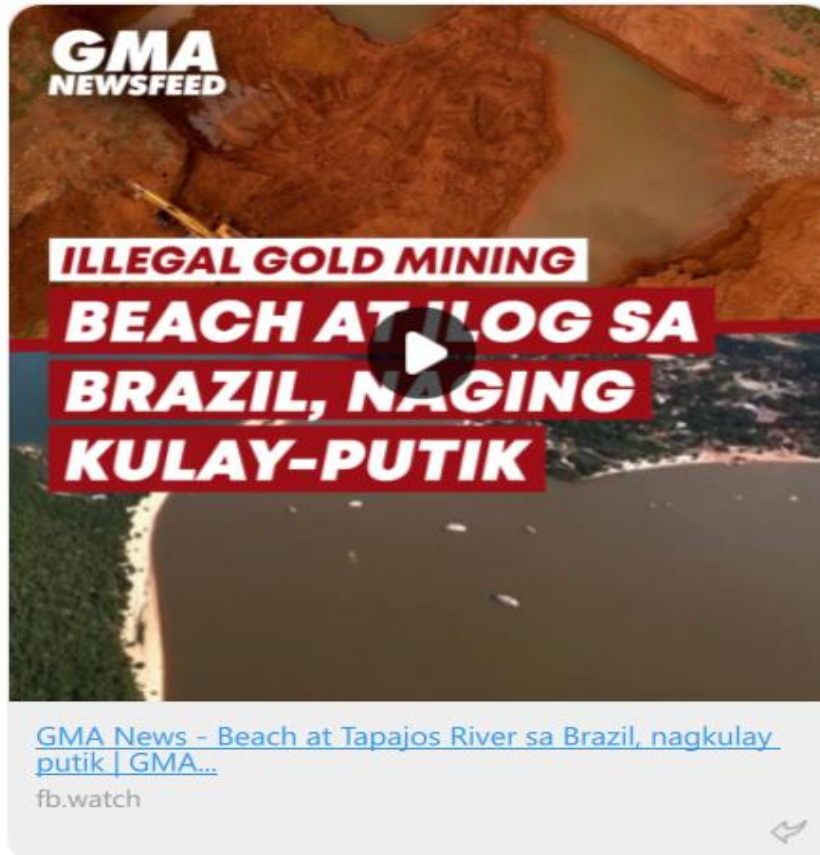 GMA
NEWSFEED
ILLEGAL GOLD MINING
BEACH AT ILOG SA
BRAZIL, NAGING
KULAY-PUTIK
GMA News - Beach at Tapajos River sa Brazil, nagkulay
putik | GMA...
fb.watch